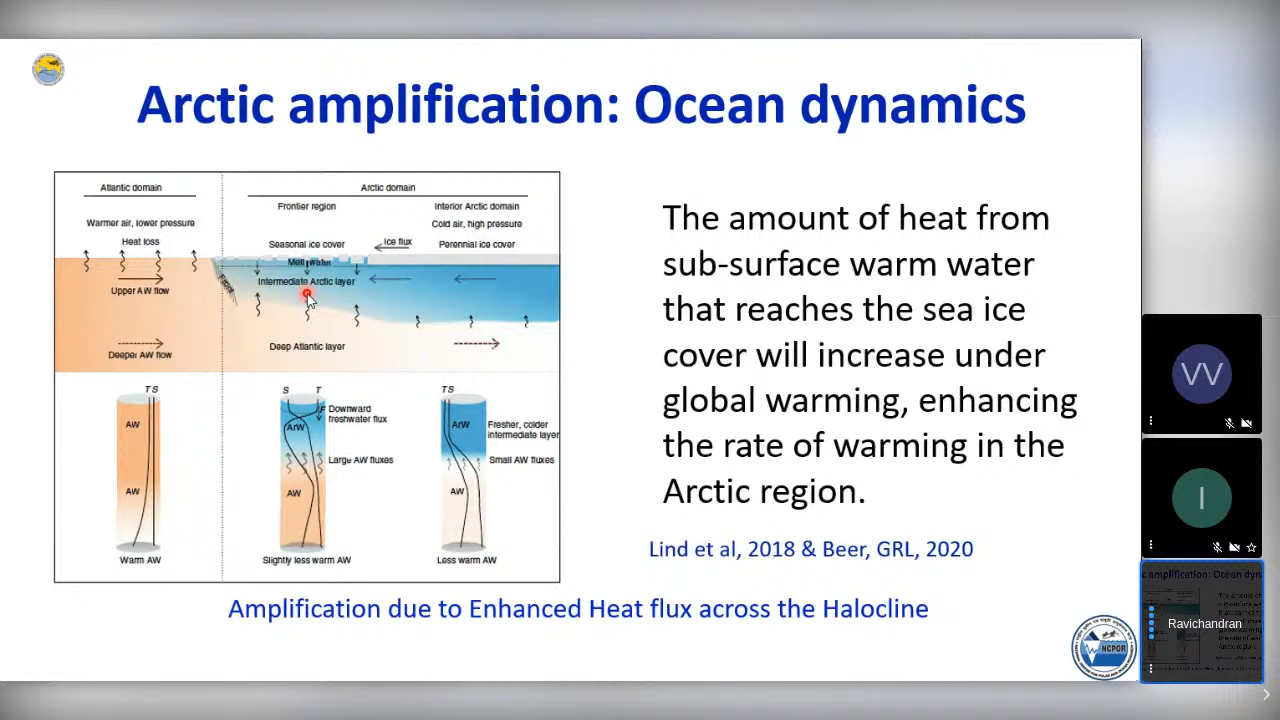 Arctic amplification: Ocean dynamics
Atlantic domain
Arctic domain
Frontier region
Interior Arctic domain
Warmer air, lower pressure
Cold air, high pressure
Heat loss
Seasonal ice cover
Ice flux
Perennial ice cover
Melt water
Front
Intermediate Arctic layer
Upper AW flow
Deeper AW flow
Deep Atlantic layer
T S
S T
T S
AW
ArW
ArW
Downward
freshwater flux
Fresher, colder
intermediate layer
Large AW fluxes
Small AW fluxes
AW
AW
AW
Warm AW
Slightly less warm AW
Less warm AW
The amount of heat from
sub-surface warm water
that reaches the sea ice
cover will increase under
global warming, enhancing
the rate of warming in the
Arctic region.
Lind et al, 2018 & Beer, GRL, 2020
Amplification due to Enhanced Heat flux across the Halocline
NCPOR
VV
I
Ravichandran